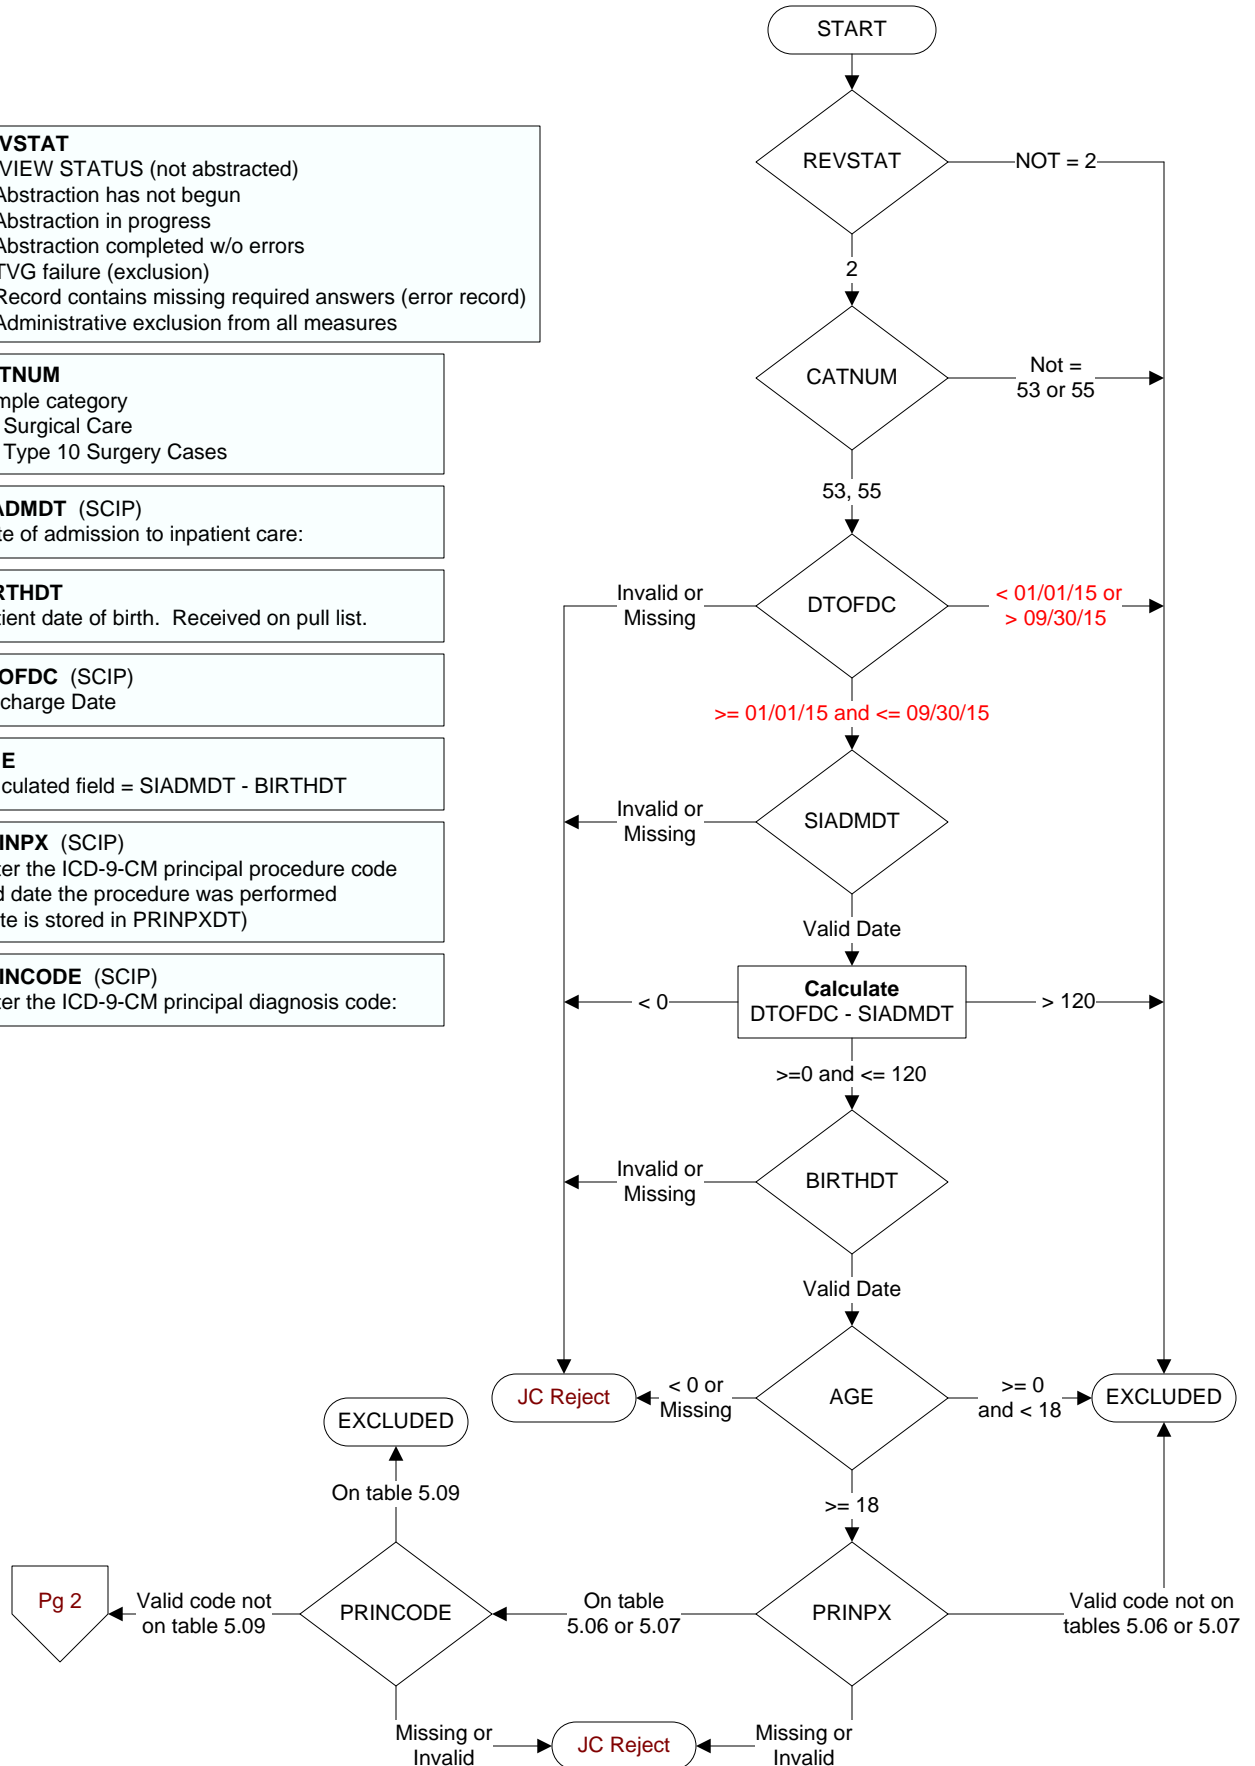 START
VSTAT
VIEW STATUS (not abstracted)
Abstraction has not begun
Abstraction in progress
Abstraction completed w/o errors
TVG failure (exclusion)
Record contains missing required answers (error record)
Administrative exclusion from all measures
REVSTAT
NOT = 2
2
TNUM
mple category
Surgical Care
Type 10 Surgery Cases
CATNUM
Not =
53 or 55
53, 55
ADMDT (SCIP)
te of admission to inpatient care:
RTHDT
tient date of birth. Received on pull list.
Invalid or
Missing
DTOFDC
< 01/01/15 or
> 09/30/15
OFDC (SCIP)
charge Date
>= 01/01/15 and <= 09/30/15
E
culated field = SIADMDT - BIRTHDT
Invalid or
Missing
SIADMDT
INPX (SCIP)
ter the ICD-9-CM principal procedure code
d date the procedure was performed
te is stored in PRINPXDT)
Valid Date
INCODE (SCIP)
ter the ICD-9-CM principal diagnosis code:
< 0
Calculate
DTOFDC - SIADMDT
> 120
>=0 and <= 120
Invalid or
Missing
BIRTHDT
Valid Date
JC Reject
< 0 or
Missing
AGE
>= 0
and < 18
EXCLUDED
EXCLUDED
On table 5.09
>= 18
Pg 2
Valid code not
on table 5.09
PRINCODE
On table
5.06 or 5.07
PRINPX
Valid code not on
tables 5.06 or 5.07
Missing or
Invalid
JC Reject
Missing or
Invalid